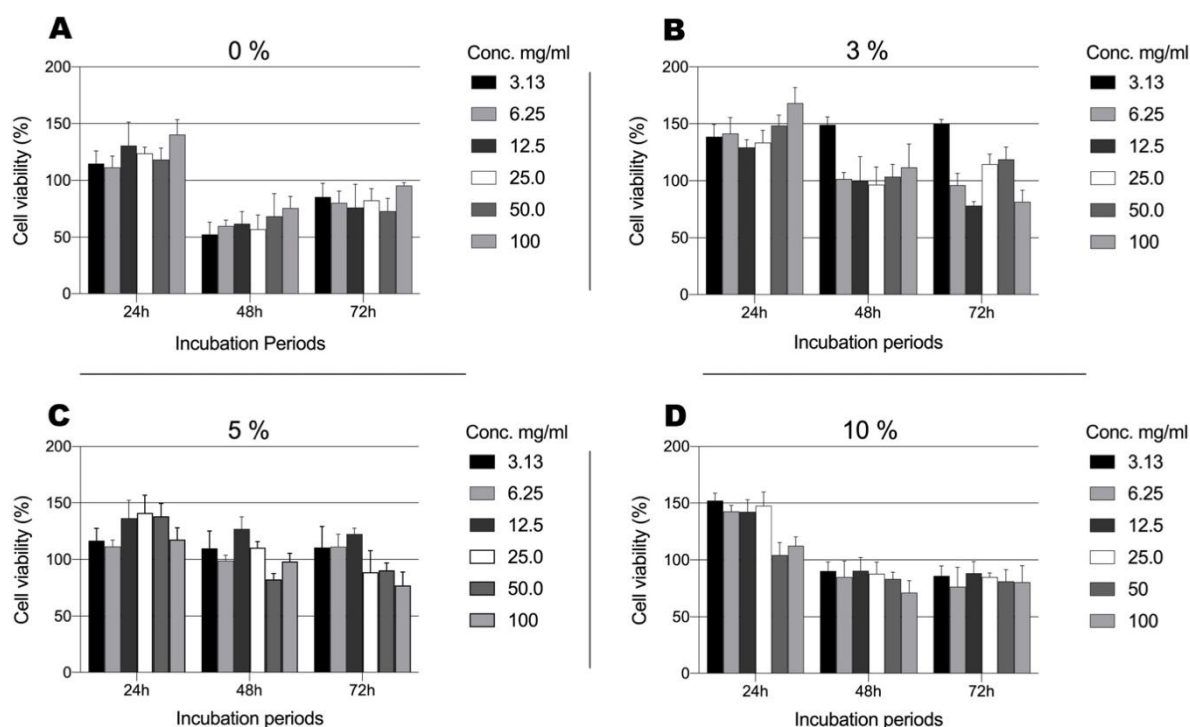 A
0 %
Conc. mg/ml
200
150
100
50
0
Cell viability (%)
24h 48h 72h
Incubation Periods
3.13
6.25
12.5
25.0
50.0
100
B
3 %
Conc. mg/ml
200
150
100
50
0
Cell viability (%)
24h 48h 72h
Incubation periods
3.13
6.25
12.5
25.0
50.0
100
C
5 %
Conc. mg/ml
200
150
100
50
0
Cell viability (%)
24h 48h 72h
Incubation periods
3.13
6.25
12.5
25.0
50.0
100
D
10 %
Conc. mg/ml
200
150
100
50
0
Cell viability (%)
24h 48h 72h
Incubation periods
3.13
6.25
12.5
25.0
50
100